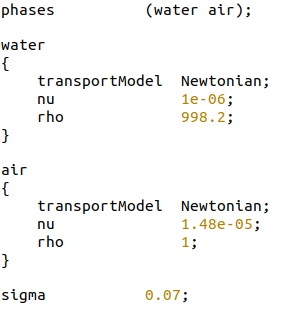 phases          (water air);
water
{
    transportModel  Newtonian;
    nu              1e-06;
    rho             998.2;
}
air
{
    transportModel  Newtonian;
    nu              1.48e-05;
    rho             1;
}
sigma           0.07;